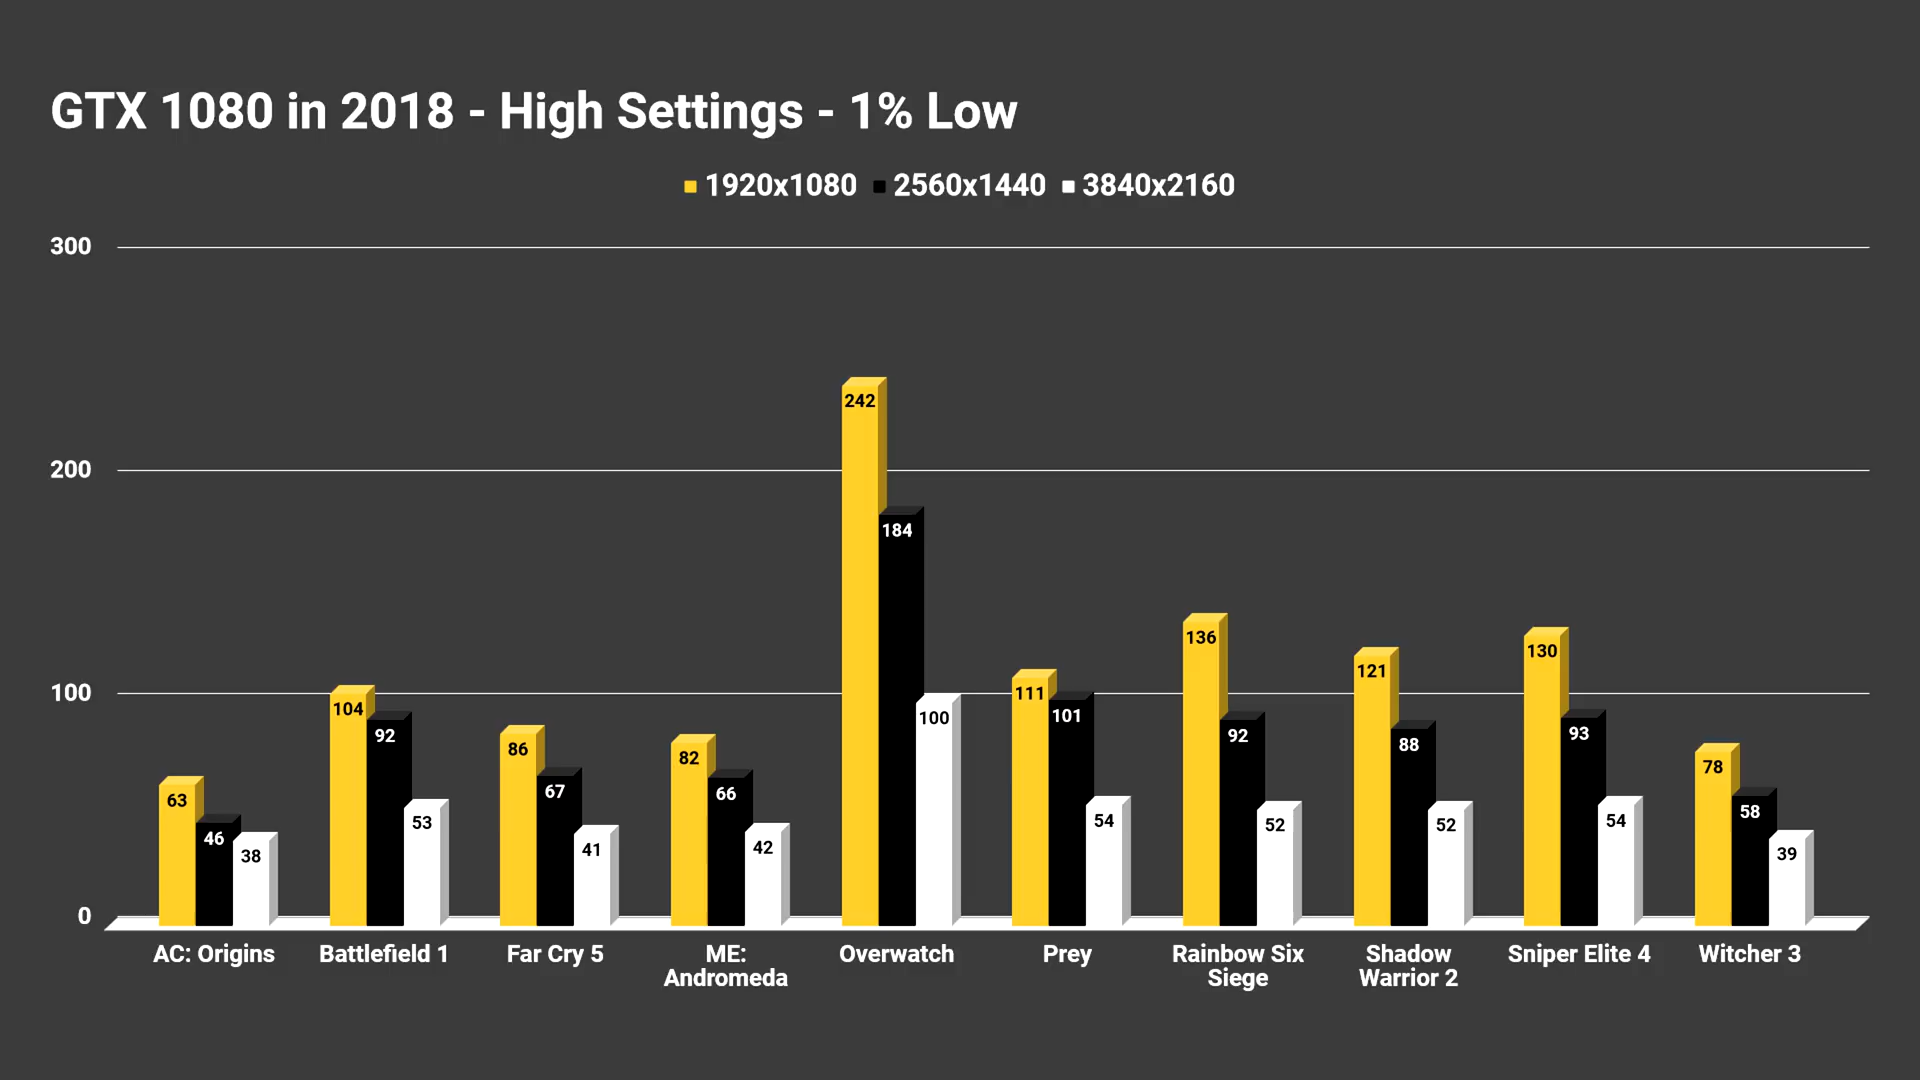 GTX 1080 in 2018 - High Settings - 1% Low
1920x1080 2560x1440 3840x2160
300
200
100
0
63 46 38
104 92 53
86 67 41
82 66 42
242 184 100
111 101 54
136 92 52
121 88 52
130 93 54
78 58 39
AC: Origins
Battlefield 1
Far Cry 5
ME:
Andromeda
Overwatch
Prey
Rainbow Six
Siege
Shadow
Warrior 2
Sniper Elite 4
Witcher 3